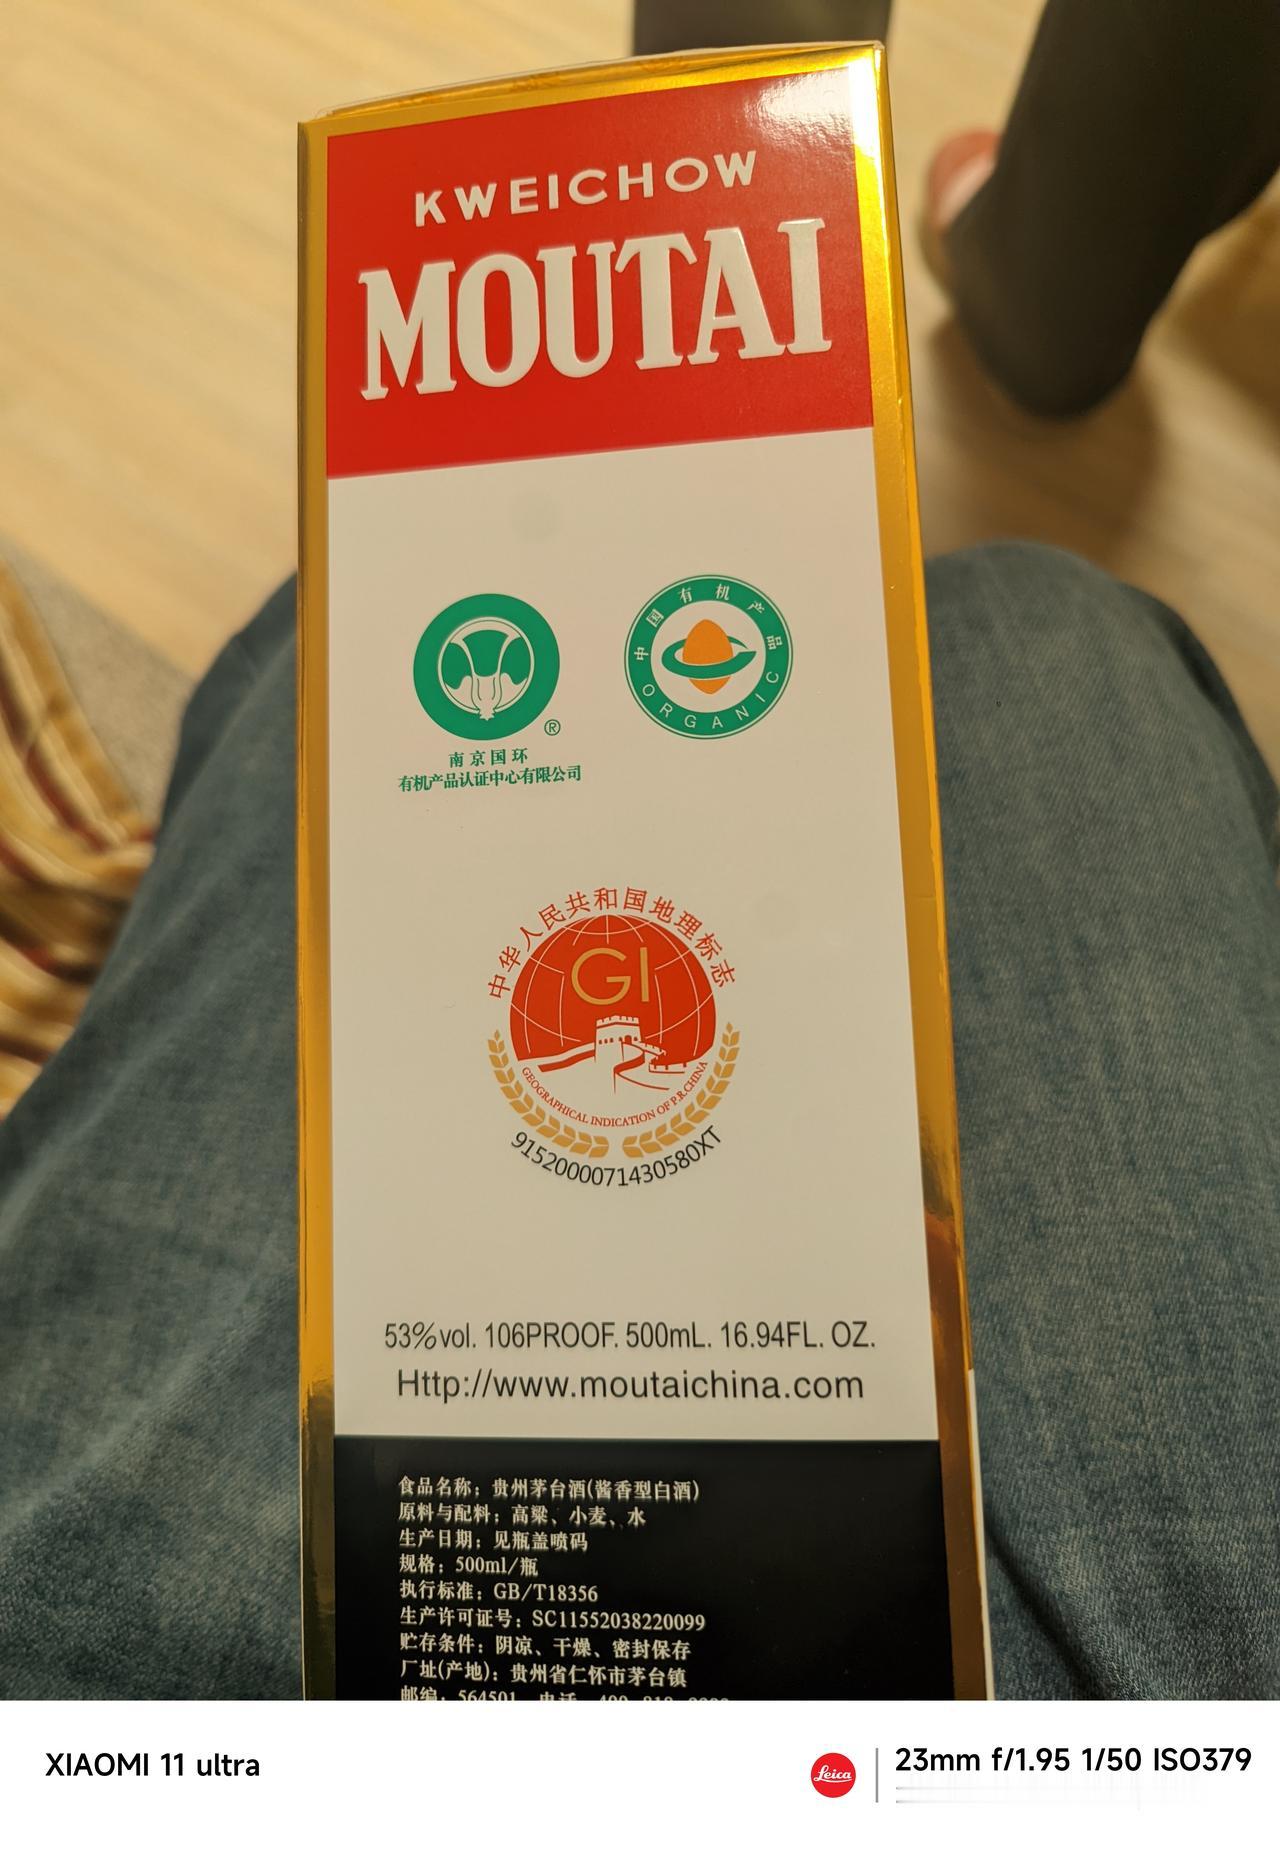 KWEICHOW
MOUTAI
中国有机产品
ORGANIC
®
南京国环
有机产品认证中心有限公司
中华人民共和国地理标志
GI
GEOGRAPHICAL INDICATION OF P.R.CHINA
9152000071430580XT
53%vol. 106PROOF. 500mL. 16.94FL. OZ.
Http://www.moutaichina.com
食品名称：贵州茅台酒(酱香型白酒)
原料与配料：高粱、小麦、水
生产日期：见瓶盖喷码
规格：500ml/瓶
执行标准：GB/T18356
生产许可证号：SC11552038220099
贮存条件：阴凉、干燥、密封保存
厂址(产地)：贵州省仁怀市茅台镇
邮编：564501 电话
XIAOMI 11 ultra
Leica
23mm f/1.95 1/50 ISO379